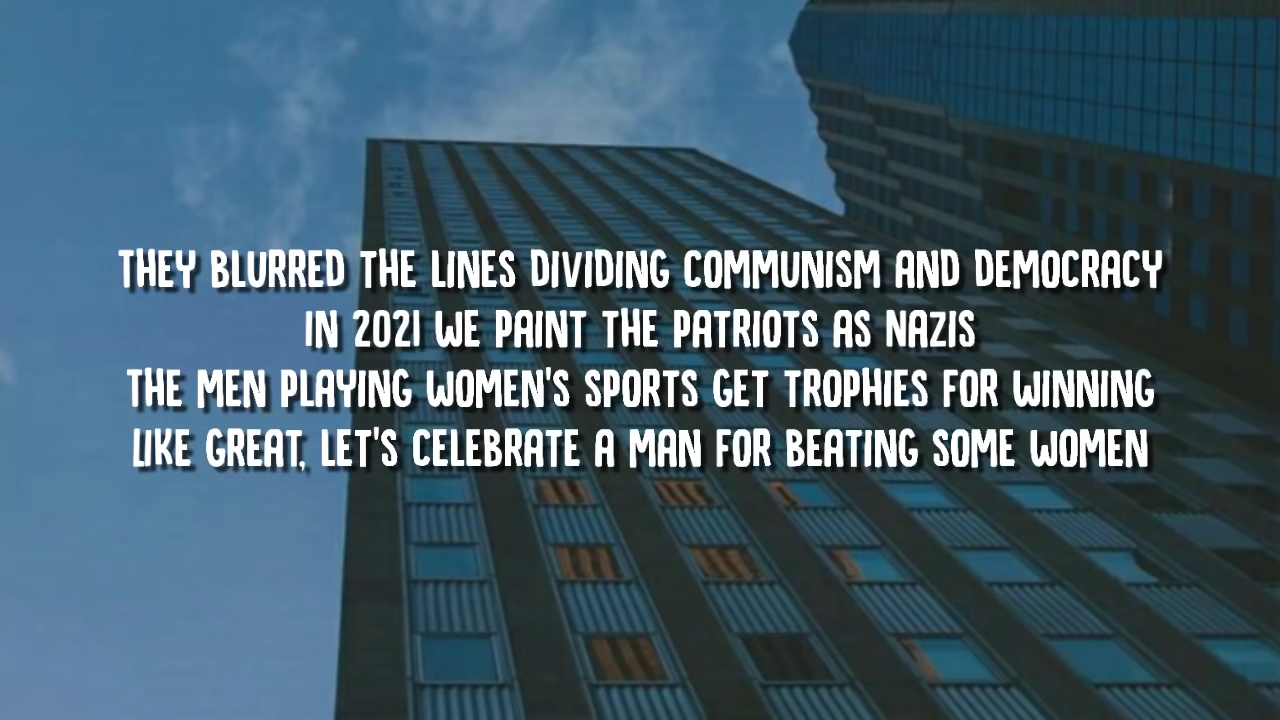 THEY BLURRED THE LINES DIVIDING COMMUNISM AND DEMOCRACY
IN 2021 WE PAINT THE PATRIOTS AS NAZIS
THE MEN PLAYING WOMEN'S SPORTS GET TROPHIES FOR WINNING
LIKE GREAT, LET'S CELEBRATE A MAN FOR BEATING SOME WOMEN